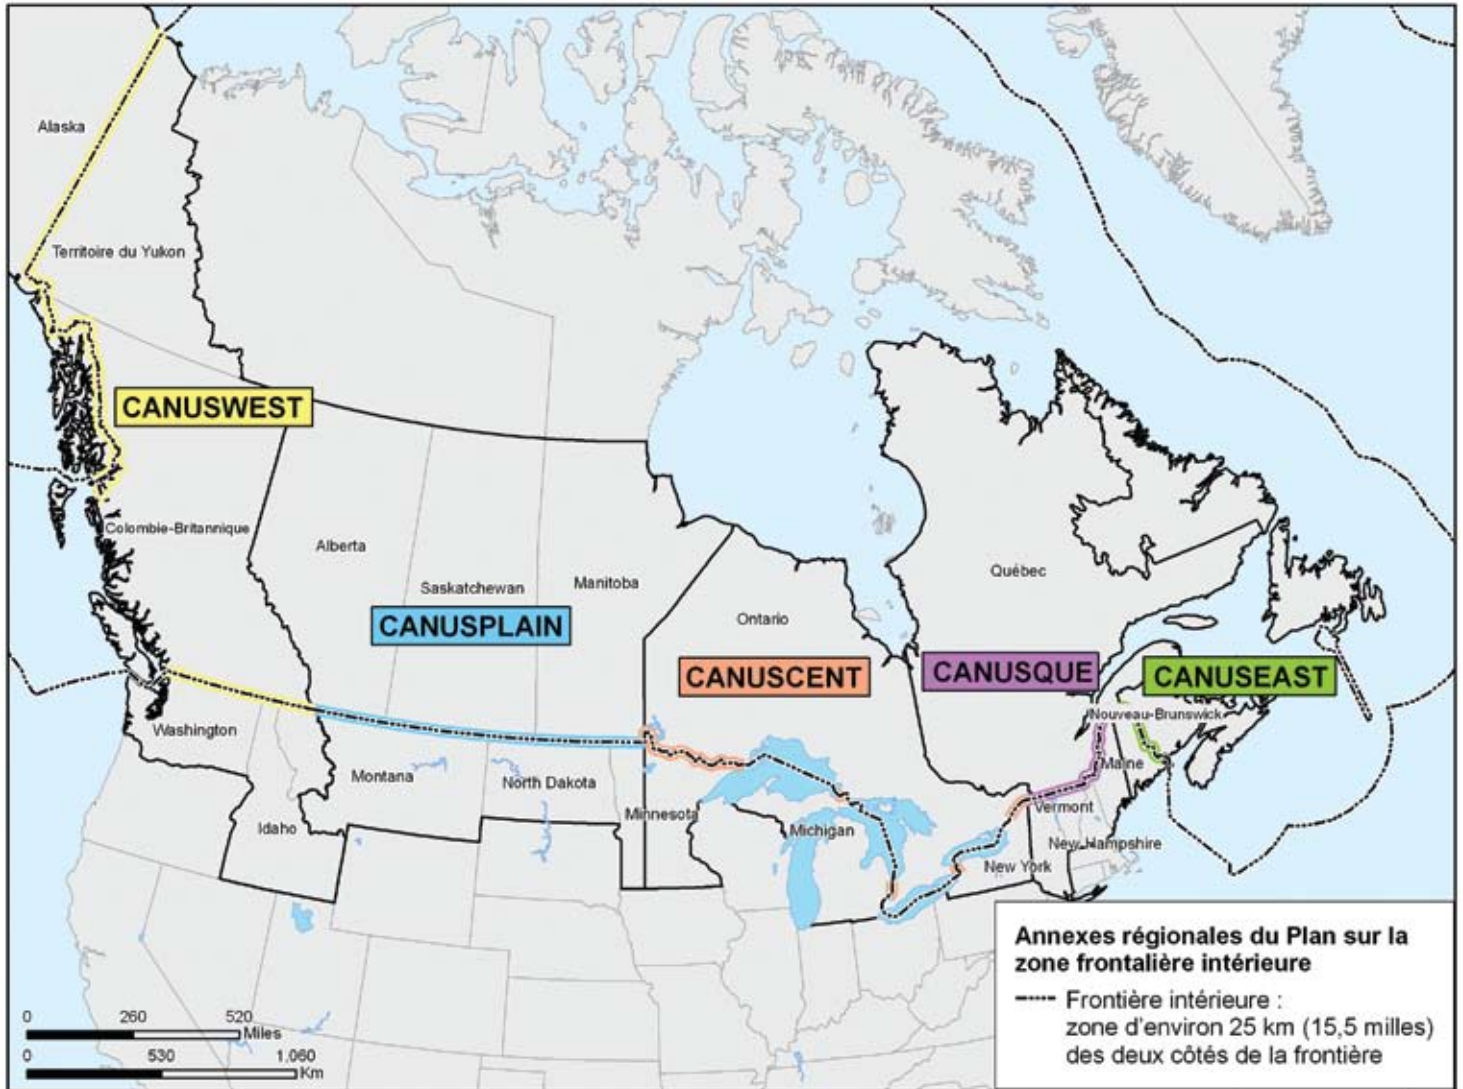 Alaska
Territoire du Yukon
CANUSWEST
Colombie-Britannique
Alberta
Saskatchewan
Manitoba
CANUSPLAIN
Ontario
CANUSCENT
Québec
CANUSQUE
CANUSEAST
Nouveau-Brunswick
Washington
Montana
North Dakota
Minnesota
Idaho
Michigan
Maine
Vermont
New Hampshire
New York
Annexes régionales du Plan sur la
zone frontalière intérieure
Frontière intérieure :
zone d'environ 25 km (15,5 milles)
des deux côtés de la frontière
0 260 520
Miles
0 530 1.060
Km